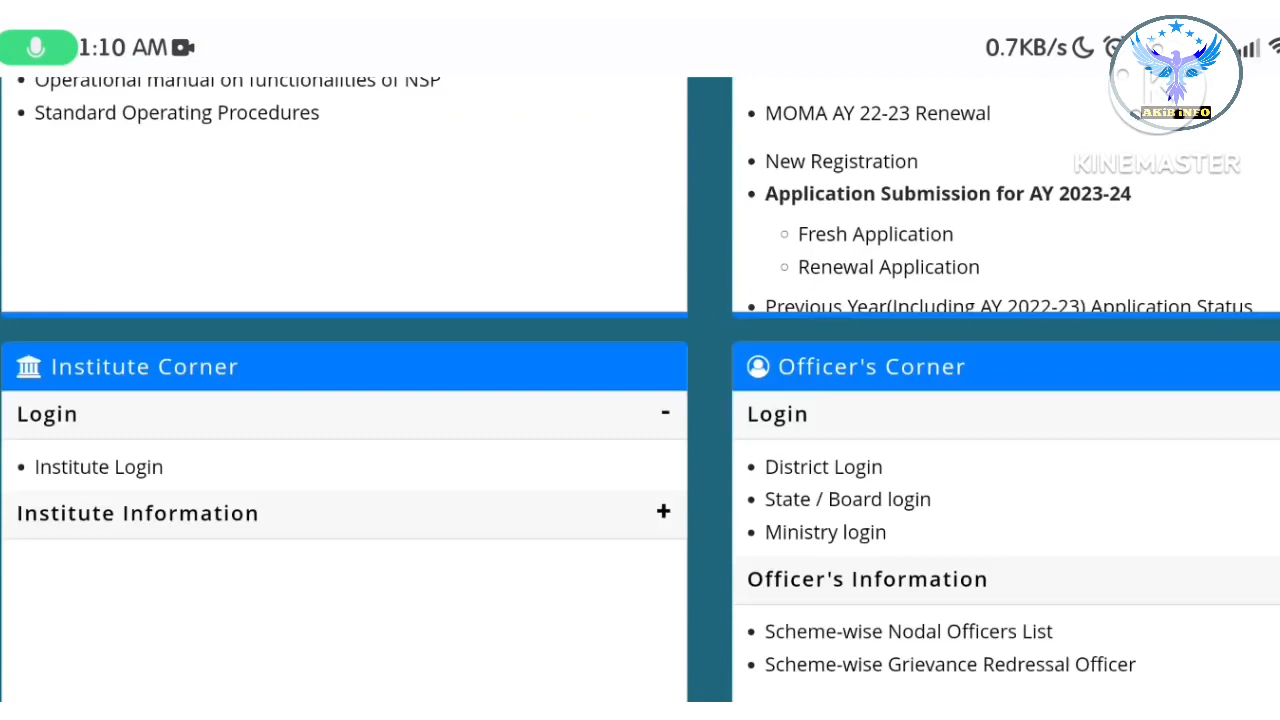 1:10 AM
0.7KB/s
AKiB iNFO
KINEMASTER
Operational manual on functionalities of NSP
Standard Operating Procedures
MOMA AY 22-23 Renewal
New Registration
Application Submission for AY 2023-24
Fresh Application
Renewal Application
Previous Year(Including AY 2022-23) Application Status
Institute Corner
Login -
Institute Login
Institute Information +
Officer's Corner
Login
District Login
State / Board login
Ministry login
Officer's Information
Scheme-wise Nodal Officers List
Scheme-wise Grievance Redressal Officer